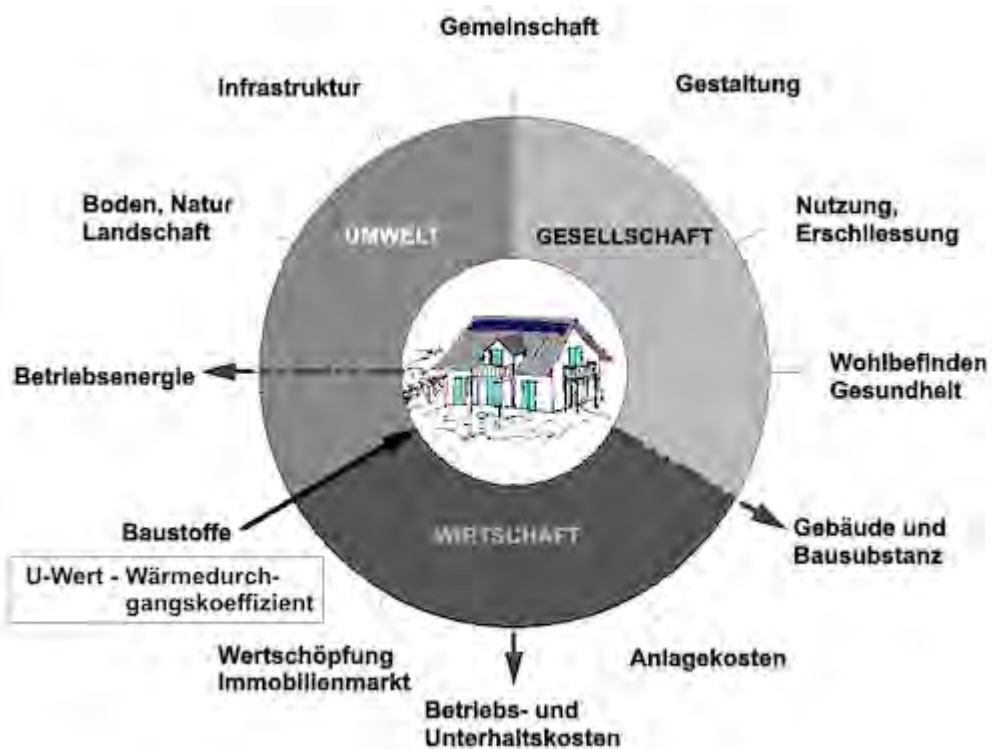 Gemeinschaft
Infrastruktur
Gestaltung
Boden, Natur
Landschaft
UMWELT
GESELLSCHAFT
Nutzung,
Erschliessung
Betriebsenergie
Wohlbefinden
Gesundheit
Baustoffe
WIRTSCHAFT
Gebäude und
Bausubstanz
U-Wert - Wärmedurch-
gangskoeffizient
Wertschöpfung
Immobilienmarkt
Anlagekosten
Betriebs- und
Unterhaltskosten